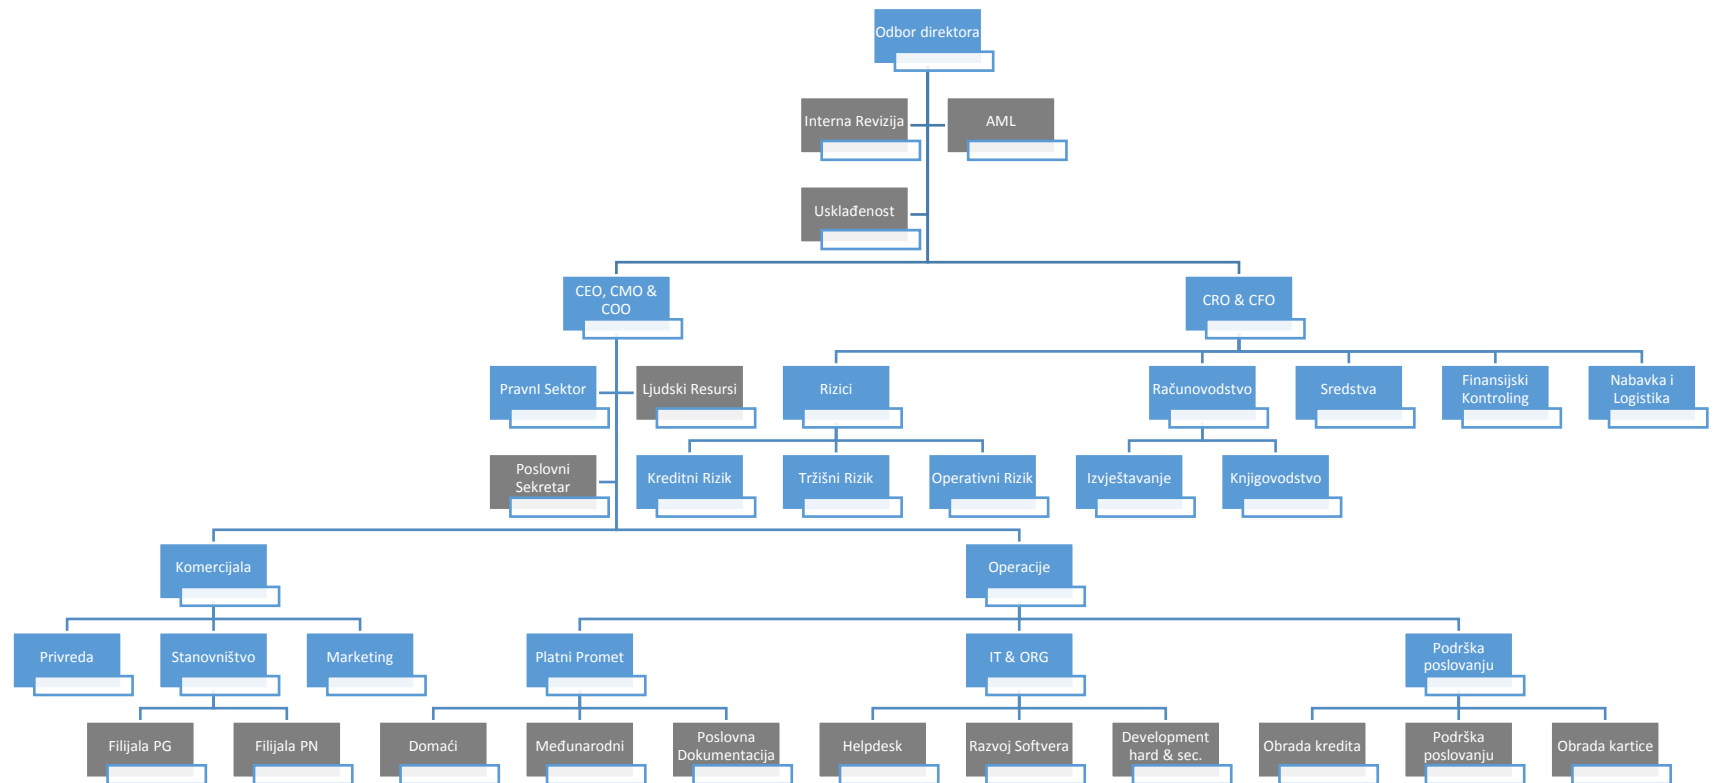 Odbor direktora
Interna Revizija
AML
Usklađenost
CEO, CMO &
COO
CRO & CFO
PravnI Sektor
Ljudski Resursi
Rizici
Računovodstvo
Sredstva
Finansijski
Kontroling
Nabavka i
Logistika
Poslovni
Sekretar
Kreditni Rizik
Tržišni Rizik
Operativni Rizik
Izvještavanje
Knjigovodstvo
Komercijala
Operacije
Privreda
Stanovništvo
Marketing
Platni Promet
IT & ORG
Podrška
poslovanju
Filijala PG
Filijala PN
Domaći
Međunarodni
Poslovna
Dokumentacija
Helpdesk
Razvoj Softvera
Development
hard & sec.
Obrada kredita
Podrška
poslovanju
Obrada kartice